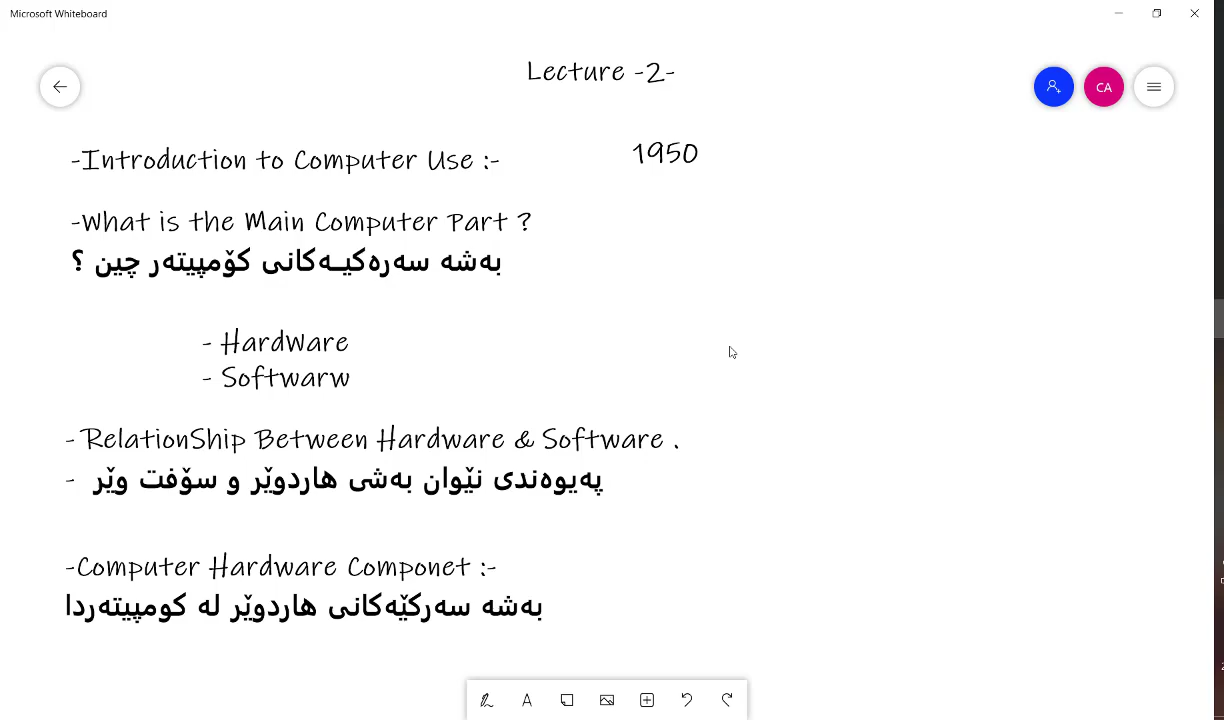 Microsoft Whiteboard
Lecture -2-
CA
-Introduction to Computer Use :-
1950
-What is the Main Computer Part ?
بەشە سەرەکیـەکانی کۆمپیتەر چین ؟
- Hardware
- Softwarw
- RelationShip Between Hardware & Software .
- پەیوەندی نێوان بەشی هاردوێر و سۆفت وێر
-Computer Hardware Componet :-
بەشە سەرکێەکانی هاردوێر لە کومپیتەردا